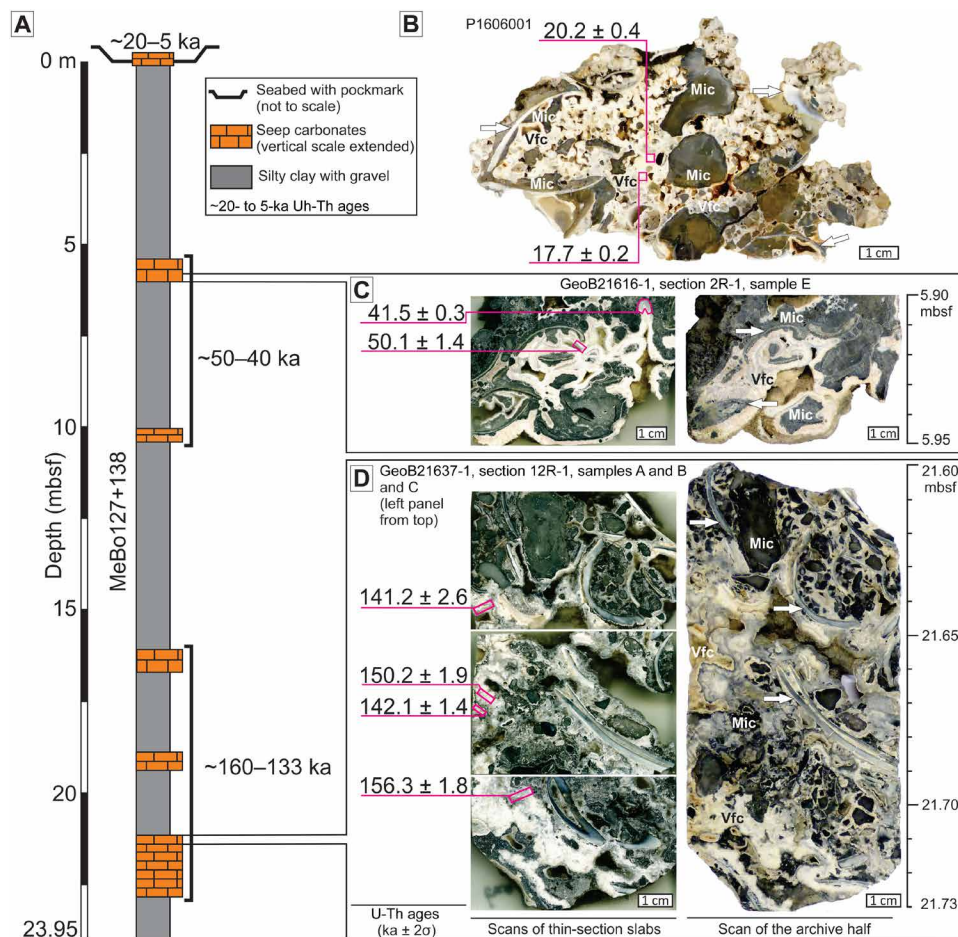 A
~20–5 ka
0 m
Seabed with pockmark
(not to scale)
Seep carbonates
(vertical scale extended)
Silty clay with gravel
~20- to 5-ka Uh-Th ages
5
~50–40 ka
10
Depth (mbsf)
MeBo127+138
15
~160–133 ka
20
23.95
B
P1606001
20.2 ± 0.4
Mic
Mic
Vfc
Mic
Vfc
Mic
Vfc
17.7 ± 0.2
1 cm
C
GeoB21616-1, section 2R-1, sample E
41.5 ± 0.3
50.1 ± 1.4
1 cm
Mic
Vfc
Mic
1 cm
5.90
mbsf
5.95
D
GeoB21637-1, section 12R-1, samples A and B
and C
(left panel
from top)
141.2 ± 2.6
150.2 ± 1.9
142.1 ± 1.4
156.3 ± 1.8
1 cm
Mic
Vfc
Mic
Vfc
1 cm
21.60
mbsf
21.65
21.70
21.73
U-Th ages
(ka ± 2σ)
Scans of thin-section slabs
Scan of the archive half